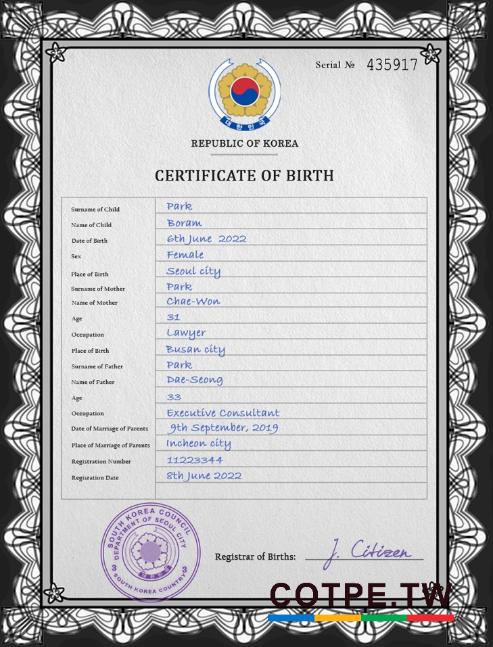 Serial № 435917
대한민국
REPUBLIC OF KOREA
CERTIFICATE OF BIRTH
Surname of Child Park
Name of Child Boram
Date of Birth 6th June 2022
Sex Female
Place of Birth Seoul city
Surname of Mother Park
Name of Mother Chae-Won
Age 31
Occupation Lawyer
Place of Birth Busan city
Surname of Father Park
Name of Father Dae-Seong
Age 33
Occupation Executive Consultant
Date of Marriage of Parents 9th September, 2019
Place of Marriage of Parents Incheon city
Registration Number 11223344
Registration Date 8th June 2022
SOUTH KOREA COUNCIL
DEPARTMENT OF SEOUL CITY
3 3
SOUTH KOREA COUNTRY
Registrar of Births: J. Citizen
COTPE.TW